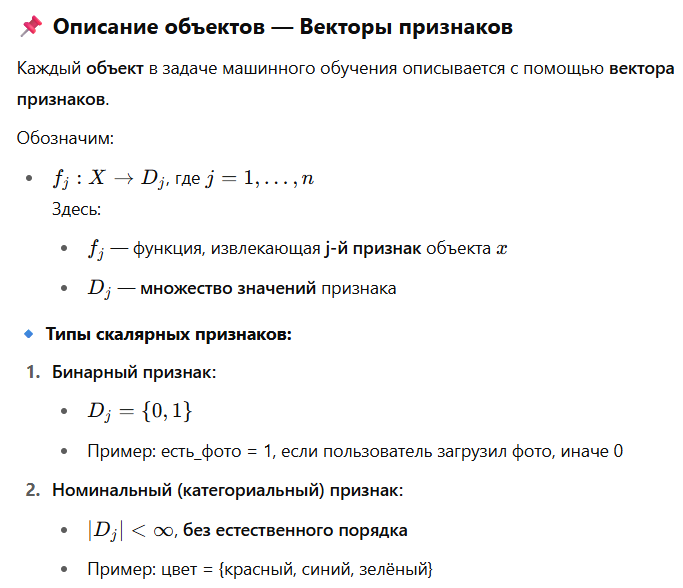 📌 Описание объектов — Векторы признаков
Каждый объект в задаче машинного обучения описывается с помощью вектора
признаков.
Обозначим:
• f_j : X → D_j, где j = 1, …, n
Здесь:
• f_j — функция, извлекающая j-й признак объекта x
• D_j — множество значений признака
🔹 Типы скалярных признаков:
1. Бинарный признак:
• D_j = {0, 1}
• Пример: есть_фото = 1, если пользователь загрузил фото, иначе 0
2. Номинальный (категориальный) признак:
• |D_j| < ∞, без естественного порядка
• Пример: цвет = {красный, синий, зелёный}